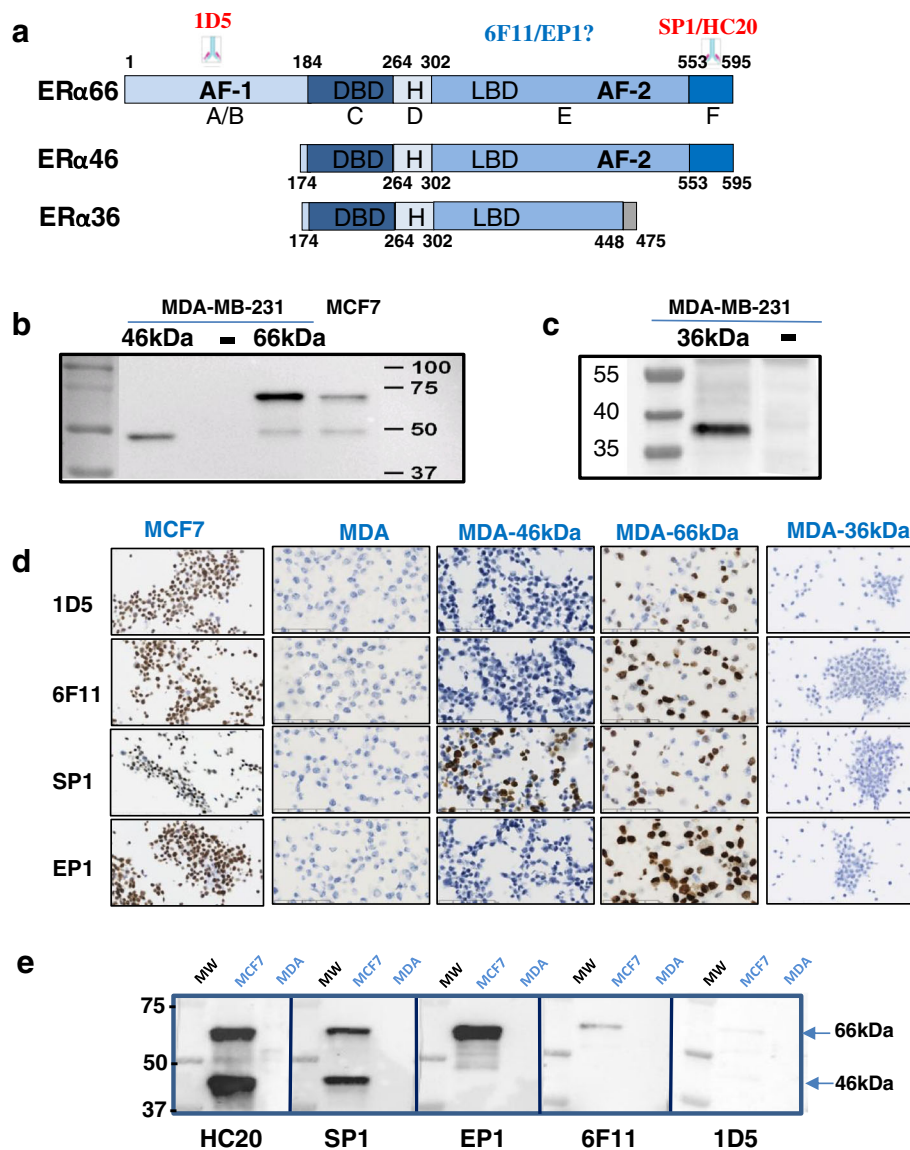 a
1D5
6F11/EP1?
SP1/HC20
1 184 264 302 553 595
ERα66 AF-1 DBD H LBD AF-2
A/B C D E F
ERα46 DBD H LBD AF-2
174 264 302 553 595
ERα36 DBD H LBD
174 264 302 448 475
b
MDA-MB-231 MCF7
46kDa - 66kDa
100
75
50
37
c
MDA-MB-231
36kDa -
55
40
35
d
MCF7 MDA MDA-46kDa MDA-66kDa MDA-36kDa
1D5
6F11
SP1
EP1
e
MW MCF7 MDA MW MCF7 MDA MW MCF7 MDA MW MCF7 MDA MW MCF7 MDA
75
66kDa
50
46kDa
37
HC20 SP1 EP1 6F11 1D5